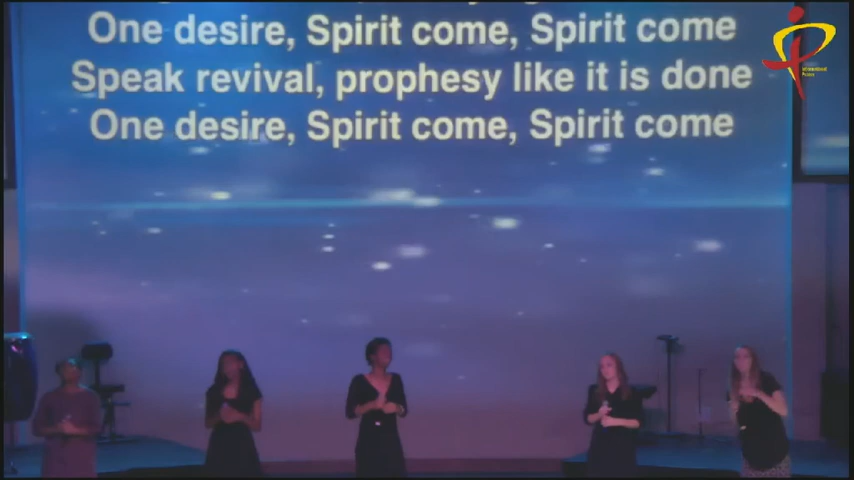 One desire, Spirit come, Spirit come
Speak revival, prophesy like it is done
One desire, Spirit come, Spirit come